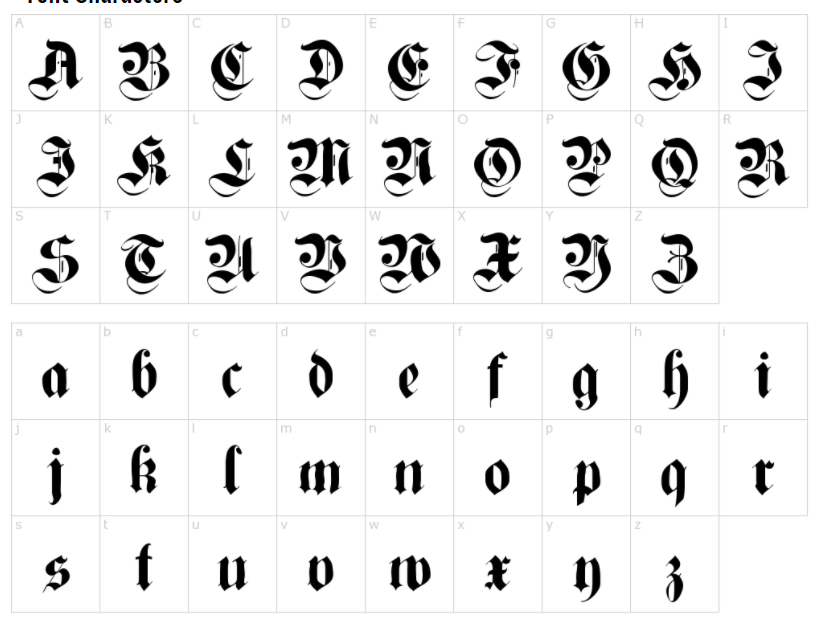 Font Characters
A B C D E F G H I
A B C D E F G H I
J K L M N O P Q R
J K L M N O P Q R
S T U V W X Y Z
S T U V W X Y Z
a b c d e f g h i
a b c d e f g h i
j k l m n o p q r
j k l m n o p q r
s t u v w x y z
s t u v w x y z